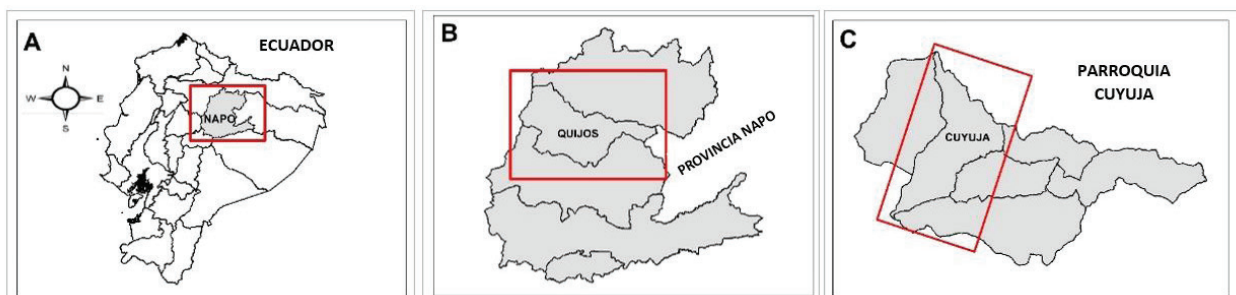 A
ECUADOR
N
W E
S
NAPO
B
QUIJOS
PROVINCIA NAPO
C
PARROQUIA
CUYUJA
CUYUJA